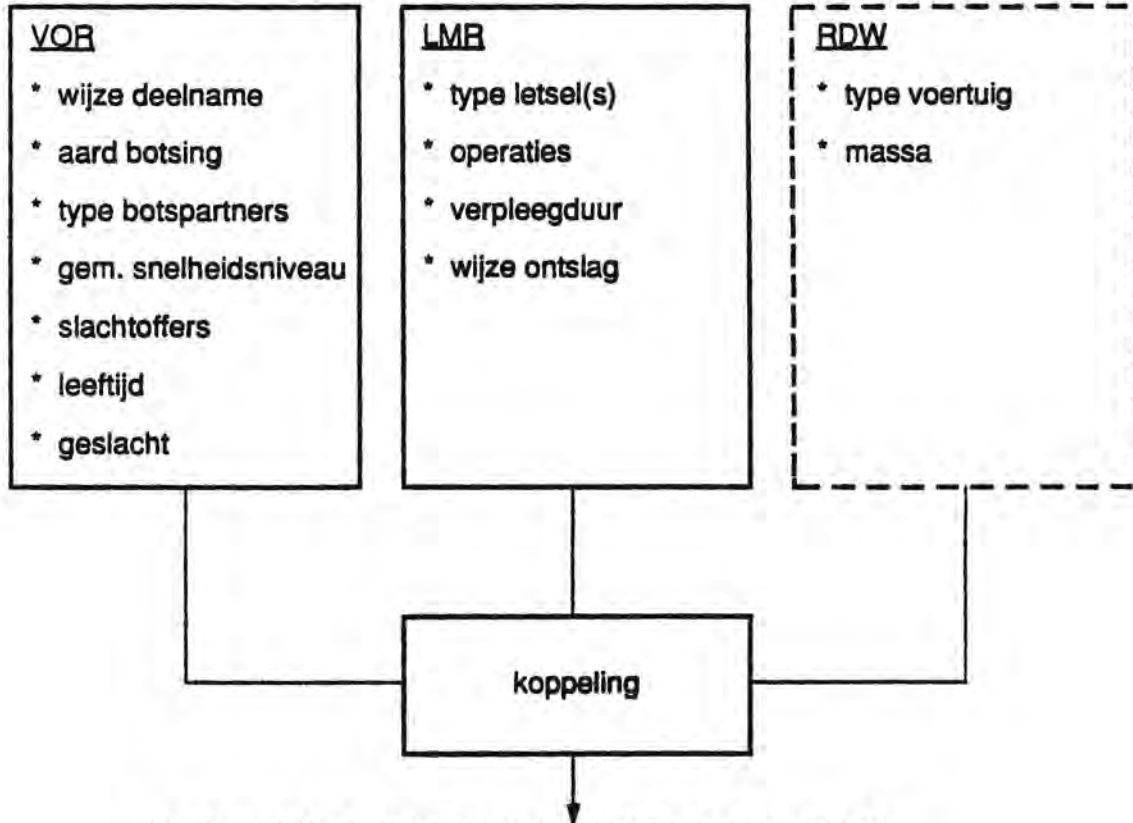 VOR
* wijze deelname
* aard botsing
* type botspartners
* gem. snelheidsniveau
* slachtoffers
* leeftijd
* geslacht
LMR
* type letsel(s)
* operaties
* verpleegduur
* wijze ontslag
RDW
* type voertuig
* massa
koppeling